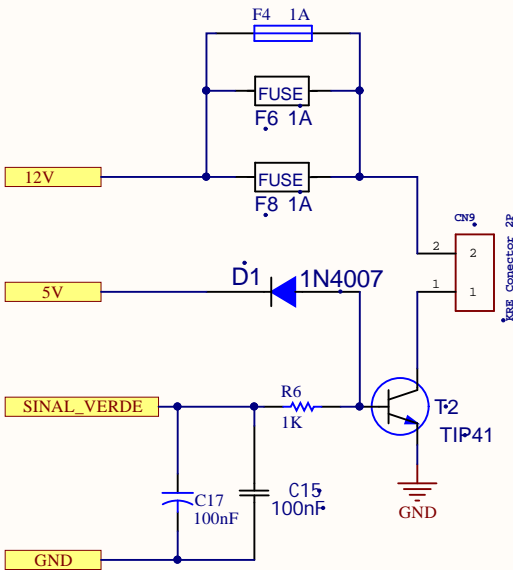 F4 1A
FUSE
F6 1A
12V
FUSE
F8 1A
CN9
2 2
1 1
KRE Conector 2P
D1 1N4007
5V
R6
1K
SINAL_VERDE
T2
TIP41
C17
100nF
C15
100nF
GND
GND